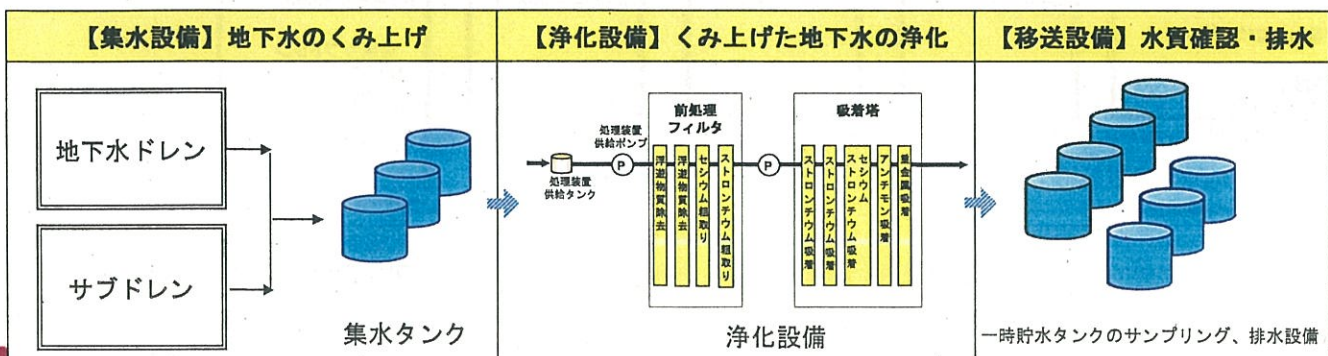 【集水設備】地下水のくみ上げ
【浄化設備】くみ上げた地下水の浄化
【移送設備】水質確認・排水
地下水ドレン
サブドレン
集水タンク
処理装置
供給タンク
処理装置
供給ポンプ
P
前処理
フィルタ
浮遊物質除去
浮遊物質除去
セシウム粗取り
ストロンチウム粗取り
P
吸着塔
ストロンチウム吸着
ストロンチウム吸着
セシウム
ストロンチウム吸着
アンチモン吸着
重金属吸着
浄化設備
一時貯水タンクのサンプリング、排水設備